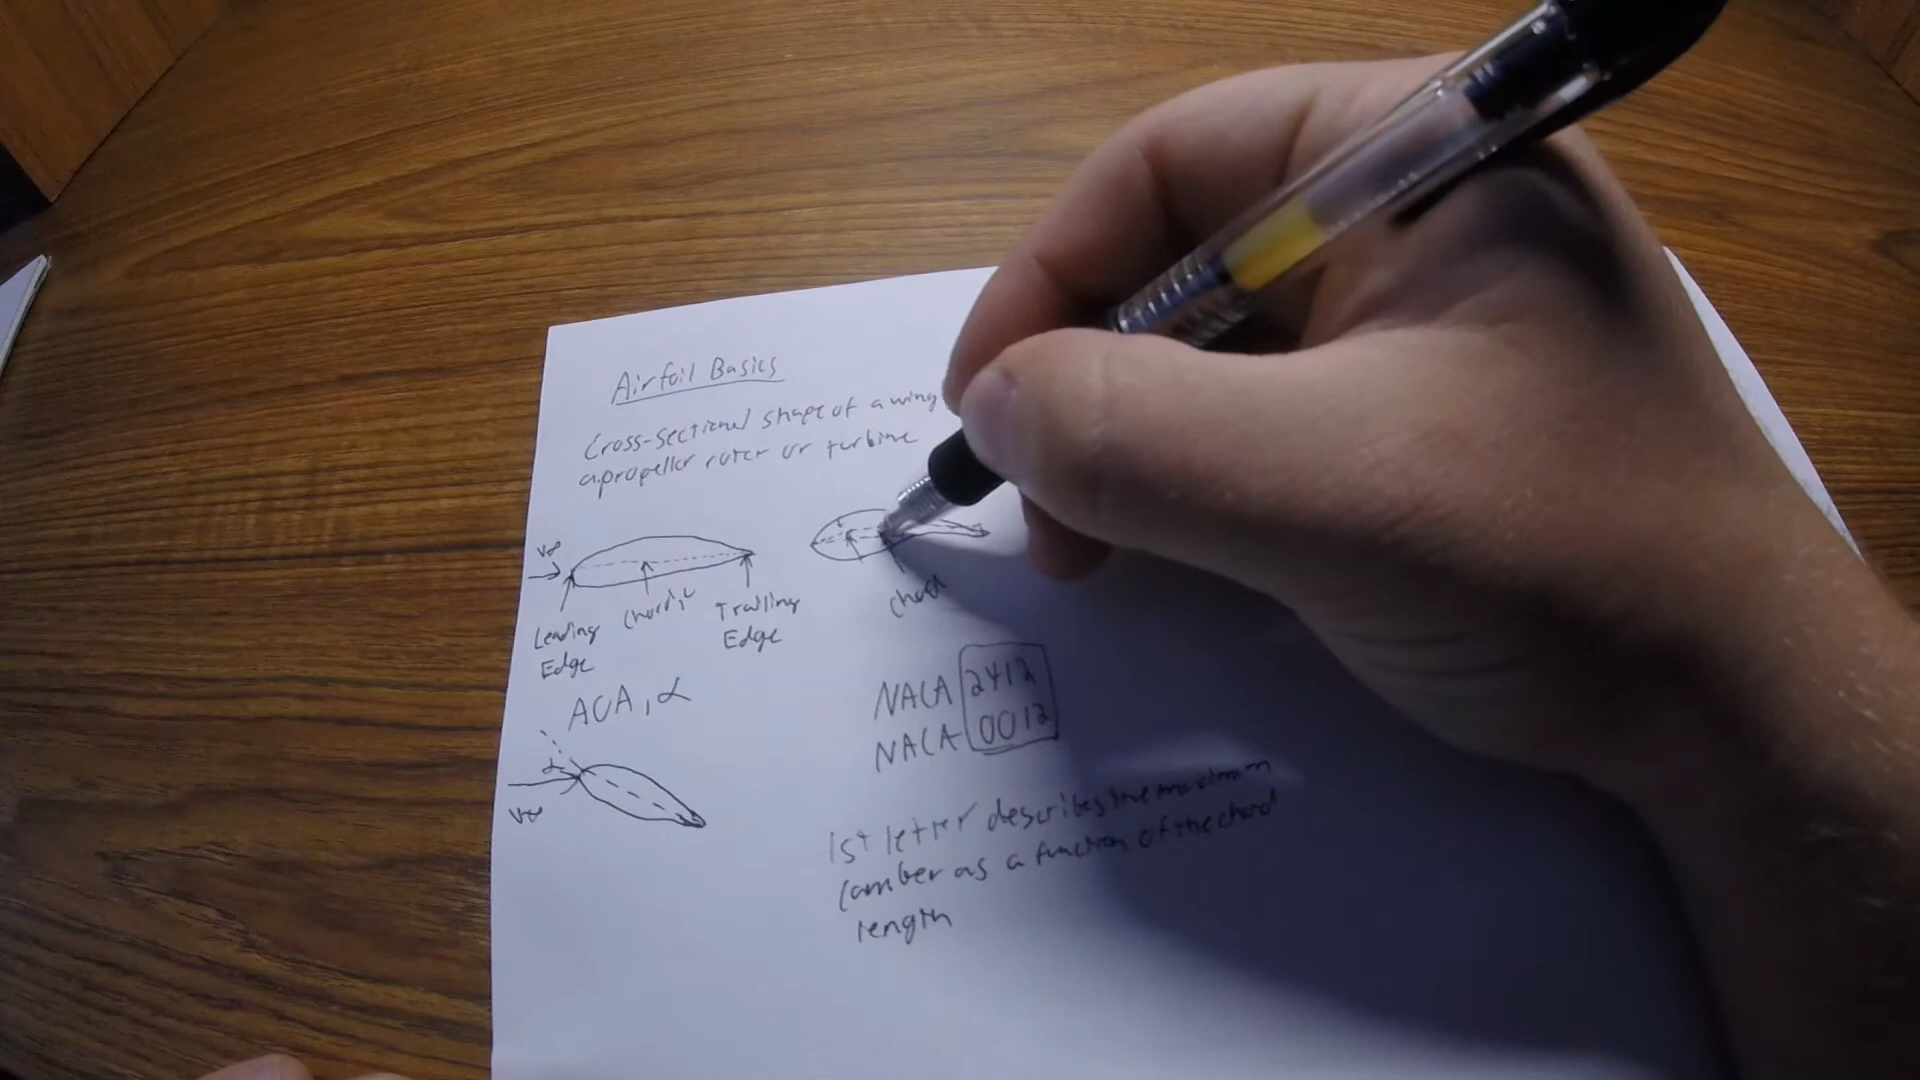 Airfoil Basics
Cross-sectional shape of a wing
a propellor rotor or turbine
V∞
Leading
Edge
chord, c
Trailing
Edge
chord
AOA, α
α
V∞
NACA 2412
NACA 0012
1st letter describes the maximum
camber as a function of the chord
length